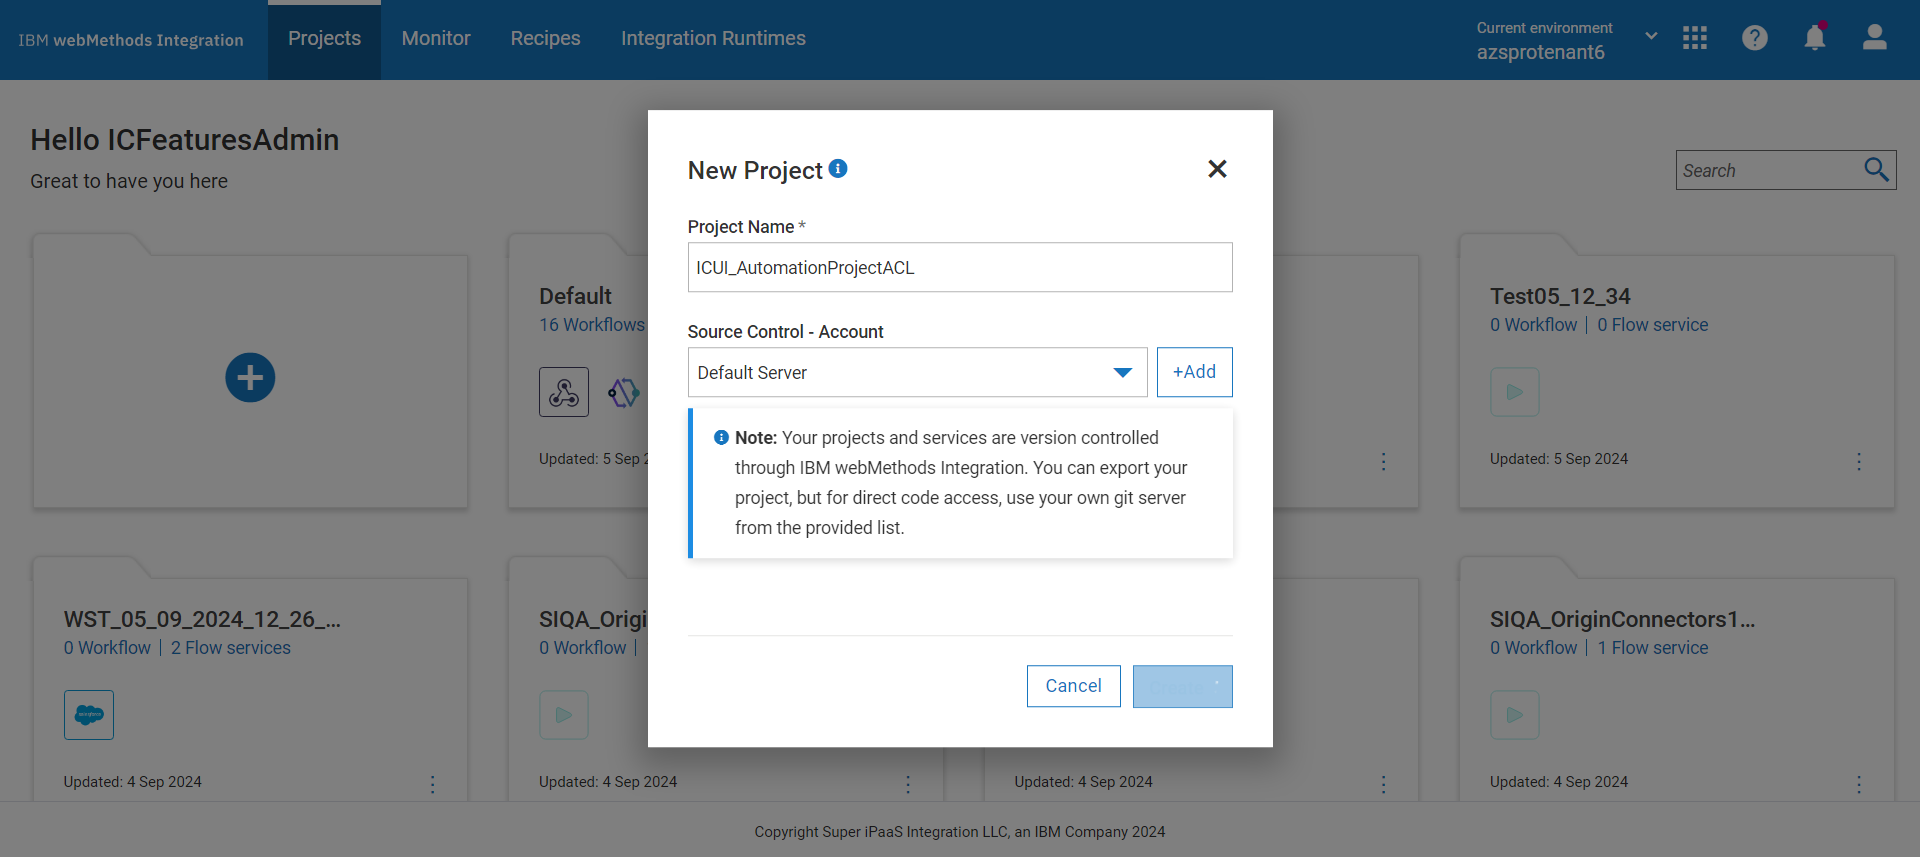 IBM webMethods Integration
Projects
Monitor
Recipes
Integration Runtimes
Current environment
azsprotenant6
Hello ICFeaturesAdmin
Great to have you here
Search
New Project
Project Name *
ICUI_AutomationProjectACL
Source Control - Account
Default Server
+Add
Note: Your projects and services are version controlled
through IBM webMethods Integration. You can export your
project, but for direct code access, use your own git server
from the provided list.
Cancel
Default
16 Workflows
Updated: 5 Sep 2
Test05_12_34
0 Workflow | 0 Flow service
Updated: 5 Sep 2024
WST_05_09_2024_12_26_...
0 Workflow | 2 Flow services
Updated: 4 Sep 2024
SIQA_Origi
0 Workflow |
Updated: 4 Sep 2024
Updated: 4 Sep 2024
SIQA_OriginConnectors1...
0 Workflow | 1 Flow service
Updated: 4 Sep 2024
Copyright Super iPaaS Integration LLC, an IBM Company 2024